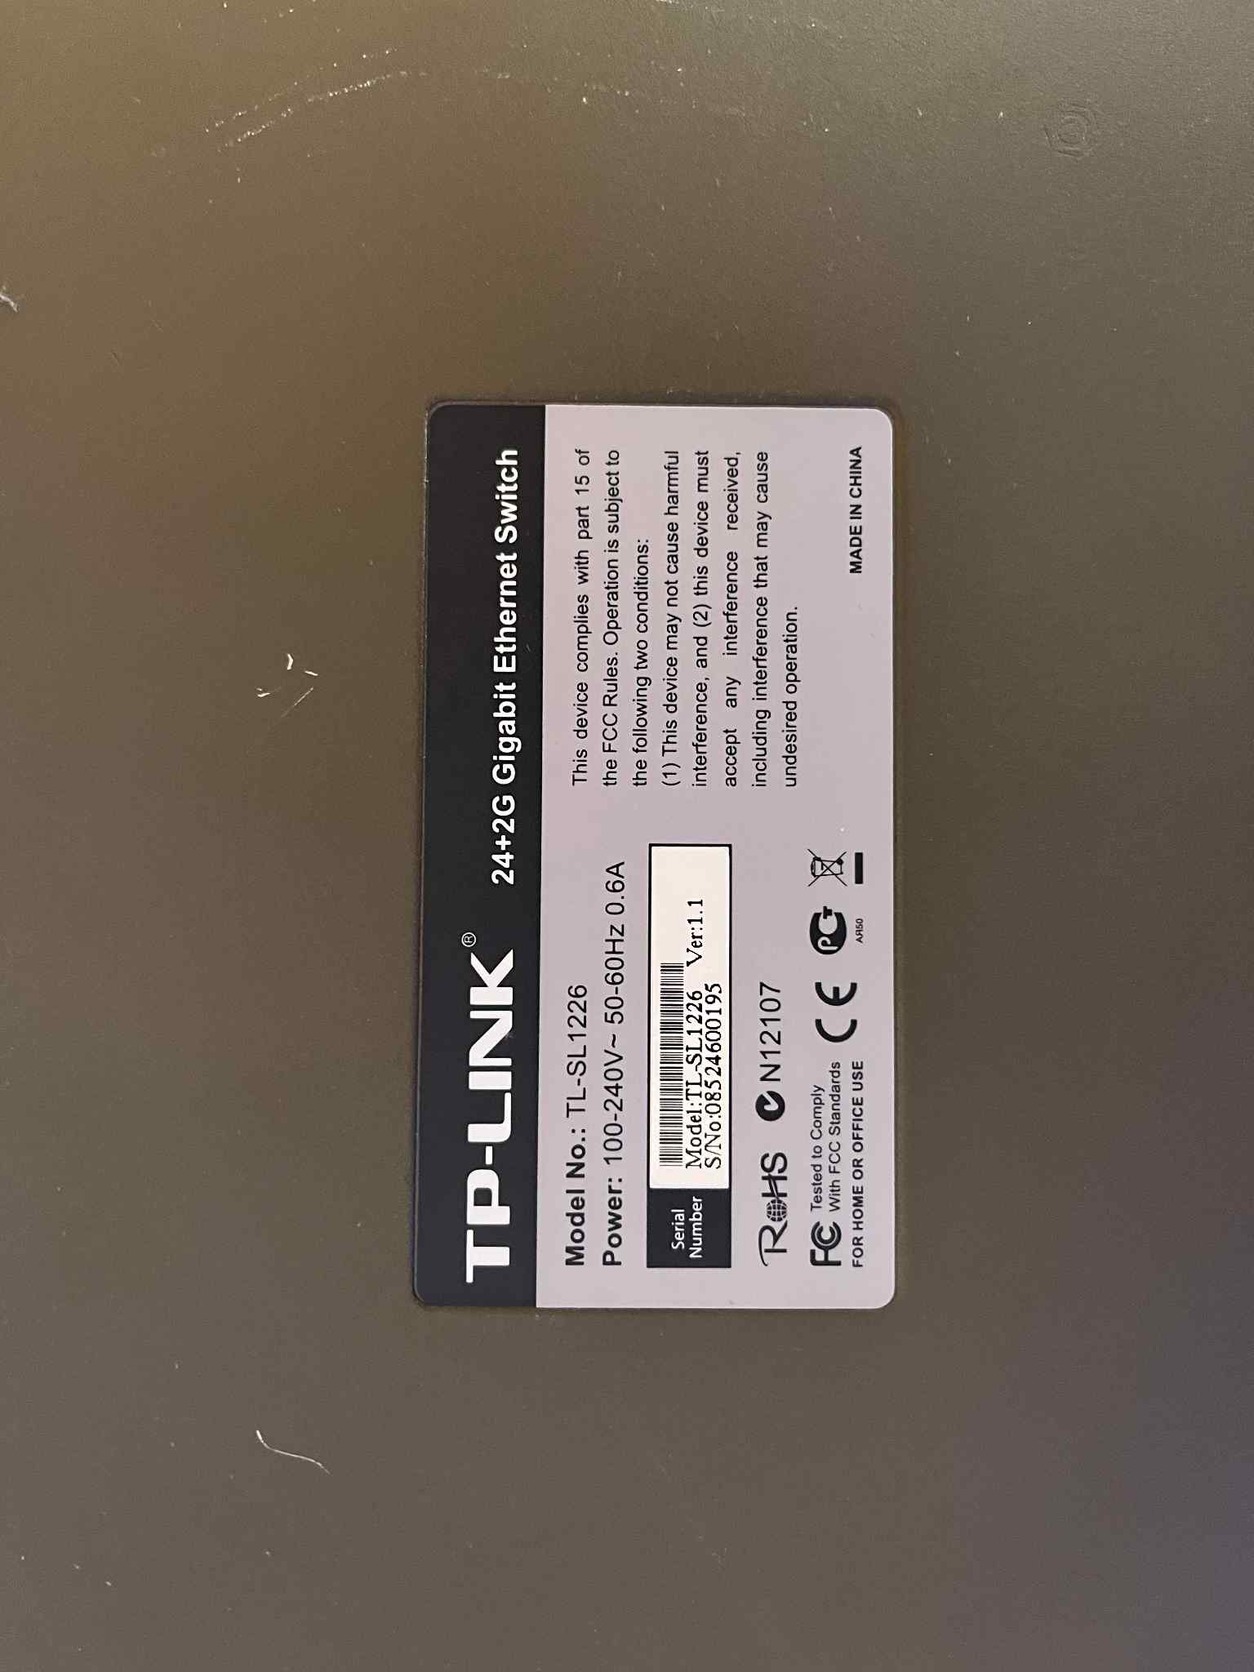 TP-LINK® 24+2G Gigabit Ethernet Switch
Model No.: TL-SL1226
Power: 100-240V~ 50-60Hz 0.6A
Serial
Number
Model:TL-SL1226 Ver:1.1
S/No:08524600195
RoHS N12107
FC Tested to Comply
With FCC Standards
CE PCT
АЯ50
FOR HOME OR OFFICE USE
This device complies with part 15 of
the FCC Rules. Operation is subject to
the following two conditions:
(1) This device may not cause harmful
interference, and (2) this device must
accept any interference received,
including interference that may cause
undesired operation.
MADE IN CHINA